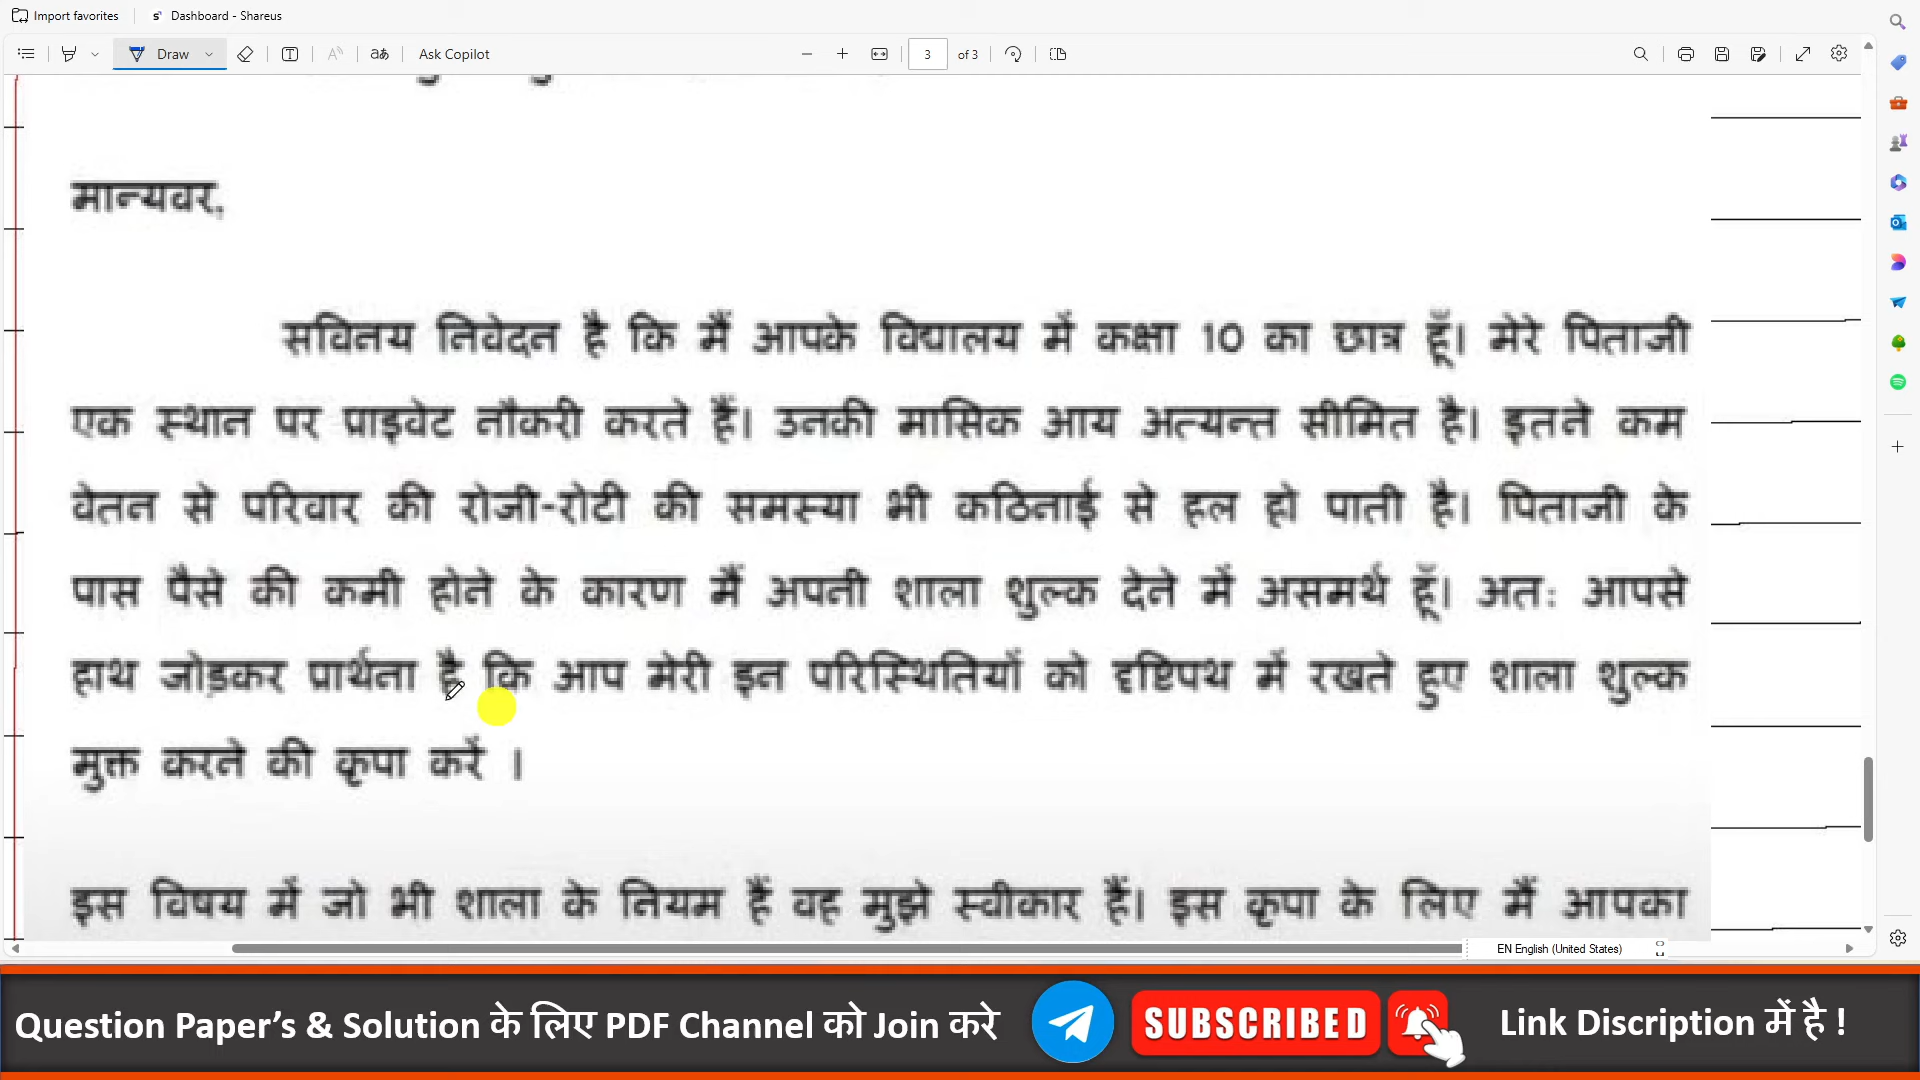 Import favorites
Dashboard - Shareus
Draw
Ask Copilot
3 of 3
मान्यवर,
सविनय निवेदन है कि मैं आपके विद्यालय में कक्षा 10 का छात्र हूँ। मेरे पिताजी
एक स्थान पर प्राइवेट नौकरी करते हैं। उनकी मासिक आय अत्यन्त सीमित है। इतने कम
वेतन से परिवार की रोजी-रोटी की समस्या भी कठिनाई से हल हो पाती है। पिताजी के
पास पैसे की कमी होने के कारण मैं अपनी शाला शुल्क देने में असमर्थ हूँ। अतः आपसे
हाथ जोड़कर प्रार्थना है कि आप मेरी इन परिस्थितियों को दृष्टिपथ में रखते हुए शाला शुल्क
मुक्त करने की कृपा करें ।
इस विषय में जो भी शाला के नियम हैं वह मुझे स्वीकार हैं। इस कृपा के लिए मैं आपका
EN English (United States)
Question Paper’s & Solution के लिए PDF Channel को Join करे
SUBSCRIBED
Link Discription में है !